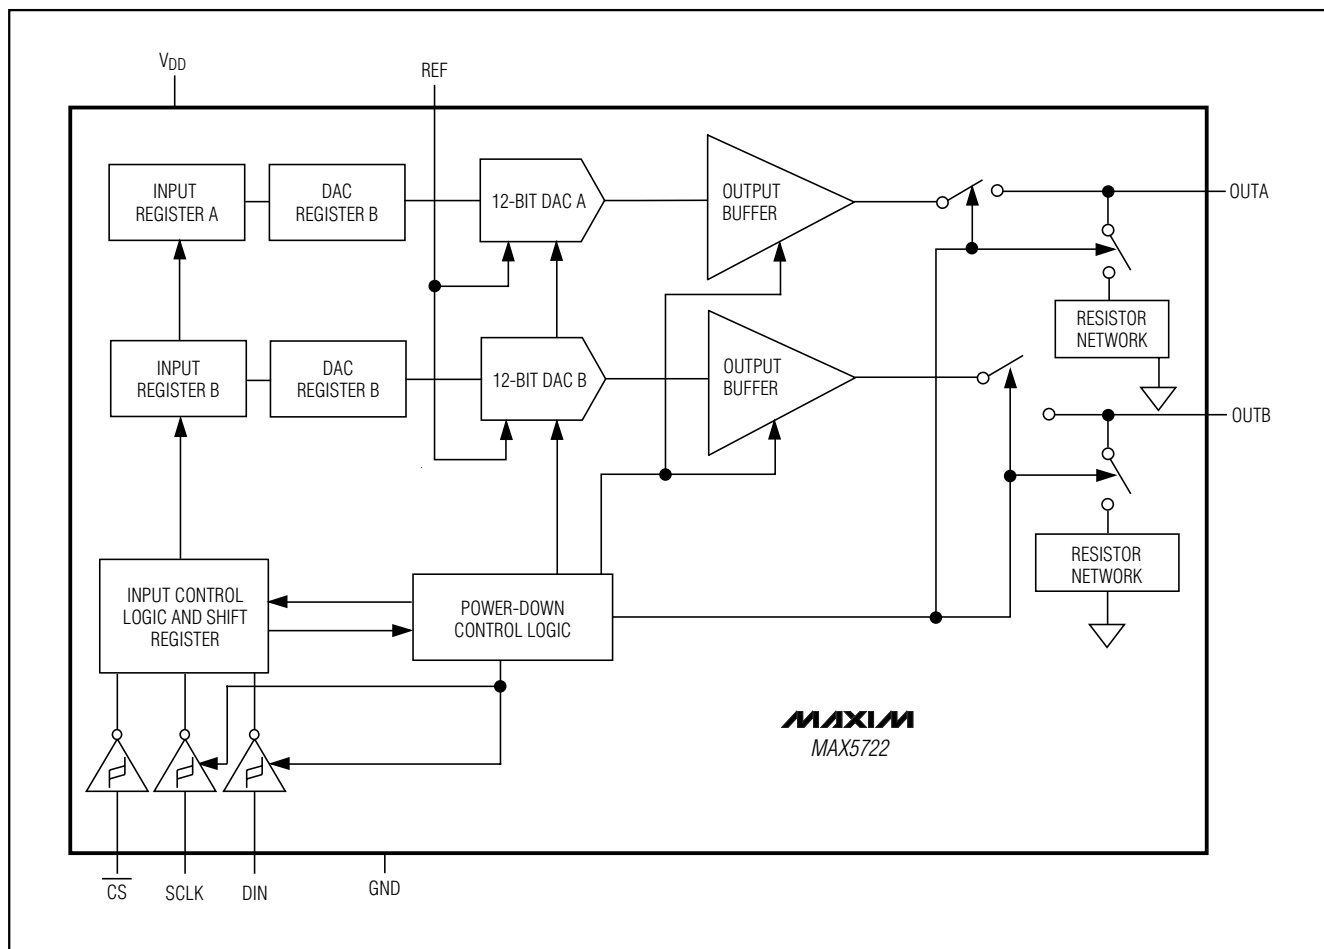 VDD
REF
INPUT
REGISTER A
DAC
REGISTER B
12-BIT DAC A
OUTPUT
BUFFER
OUTA
RESISTOR
NETWORK
INPUT
REGISTER B
DAC
REGISTER B
12-BIT DAC B
OUTPUT
BUFFER
OUTB
RESISTOR
NETWORK
INPUT CONTROL
LOGIC AND SHIFT
REGISTER
POWER-DOWN
CONTROL LOGIC
MAXIM
MAX5722
CS
SCLK
DIN
GND